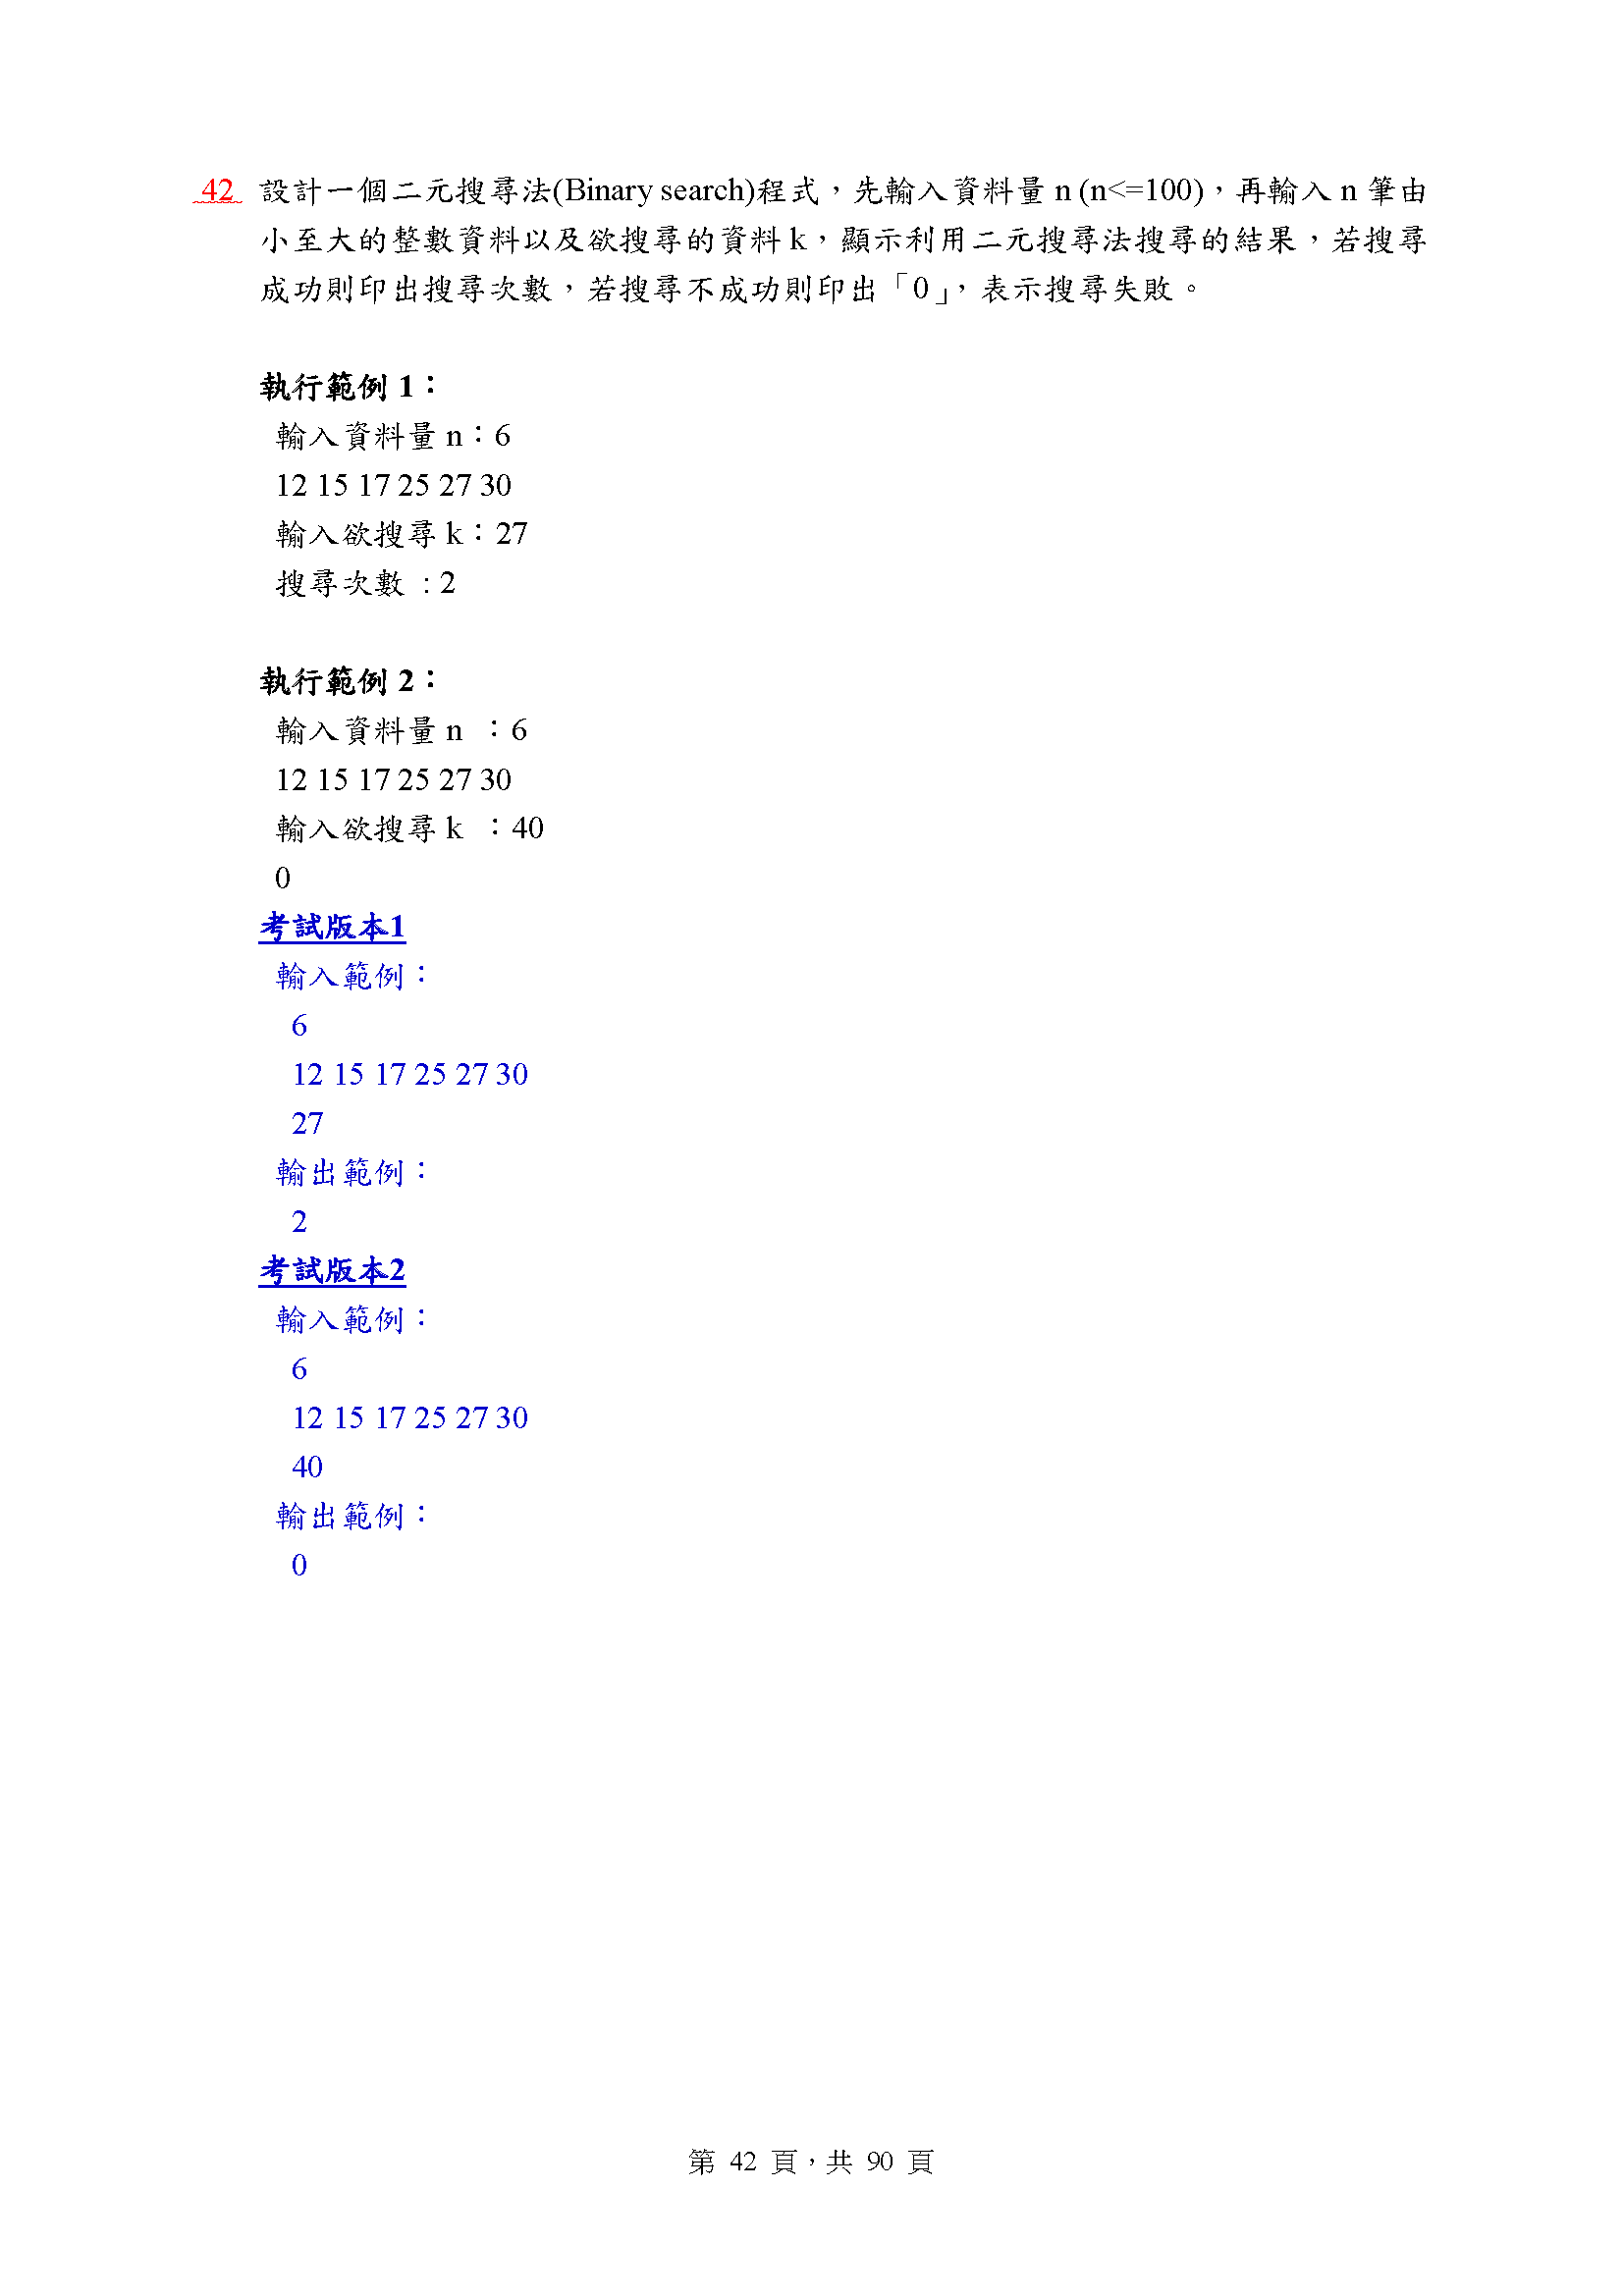 42 設計一個二元搜尋法(Binary search)程式，先輸入資料量 n (n<=100)，再輸入 n 筆由
小至大的整數資料以及欲搜尋的資料 k，顯示利用二元搜尋法搜尋的結果，若搜尋
成功則印出搜尋次數，若搜尋不成功則印出「0」，表示搜尋失敗。
執行範例 1：
輸入資料量 n：6
12 15 17 25 27 30
輸入欲搜尋 k：27
搜尋次數 : 2
執行範例 2：
輸入資料量 n ：6
12 15 17 25 27 30
輸入欲搜尋 k ：40
0
考試版本1
輸入範例：
6
12 15 17 25 27 30
27
輸出範例：
2
考試版本2
輸入範例：
6
12 15 17 25 27 30
40
輸出範例：
0
第 42 頁，共 90 頁